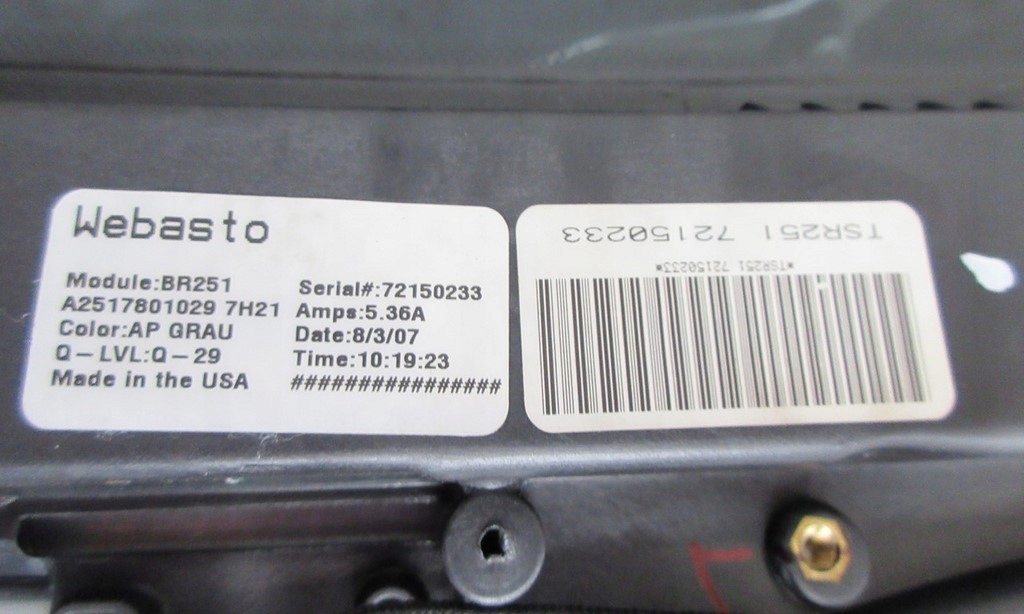 Webasto
Module:BR251
A2517801029 7H21
Color:AP GRAU
Q-LVL:Q-29
Made in the USA
Serial#:72150233
Amps:5.36A
Date:8/3/07
Time:10:19:23
################
TSR251 72150233
*TSR251 72150233*